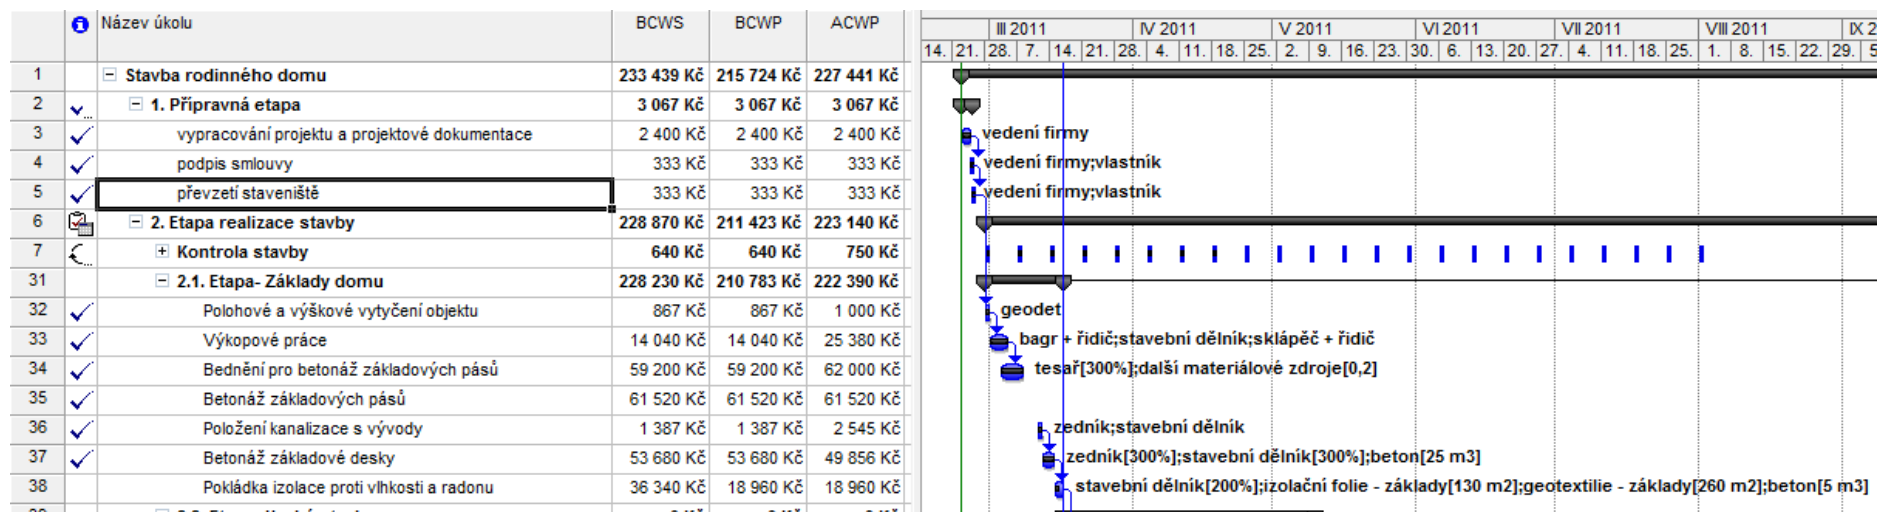 Název úkolu BCWS BCWP ACWP III 2011 IV 2011 V 2011 VI 2011 VII 2011 VIII 2011 IX 2
14. 21. 28. 7. 14. 21. 28. 4. 11. 18. 25. 2. 9. 16. 23. 30. 6. 13. 20. 27. 4. 11. 18. 25. 1. 8. 15. 22. 29. 5
1 Stavba rodinného domu 233 439 Kč 215 724 Kč 227 441 Kč
2 1. Přípravná etapa 3 067 Kč 3 067 Kč 3 067 Kč
3 vypracování projektu a projektové dokumentace 2 400 Kč 2 400 Kč 2 400 Kč vedení firmy
4 podpis smlouvy 333 Kč 333 Kč 333 Kč vedení firmy;vlastník
5 převzetí staveniště 333 Kč 333 Kč 333 Kč vedení firmy;vlastník
6 2. Etapa realizace stavby 228 870 Kč 211 423 Kč 223 140 Kč
7 Kontrola stavby 640 Kč 640 Kč 750 Kč
31 2.1. Etapa- Základy domu 228 230 Kč 210 783 Kč 222 390 Kč
32 Polohové a výškové vytyčení objektu 867 Kč 867 Kč 1 000 Kč geodet
33 Výkopové práce 14 040 Kč 14 040 Kč 25 380 Kč bagr + řidič;stavební dělník;sklápěč + řidič
34 Bednění pro betonáž základových pásů 59 200 Kč 59 200 Kč 62 000 Kč tesař[300%];další materiálové zdroje[0,2]
35 Betonáž základových pásů 61 520 Kč 61 520 Kč 61 520 Kč
36 Položení kanalizace s vývody 1 387 Kč 1 387 Kč 2 545 Kč zedník;stavební dělník
37 Betonáž základové desky 53 680 Kč 53 680 Kč 49 856 Kč zedník[300%];stavební dělník[300%];beton[25 m3]
38 Pokládka izolace proti vlhkosti a radonu 36 340 Kč 18 960 Kč 18 960 Kč stavební dělník[200%];izolační folie - základy[130 m2];geotextilie - základy[260 m2];beton[5 m3]